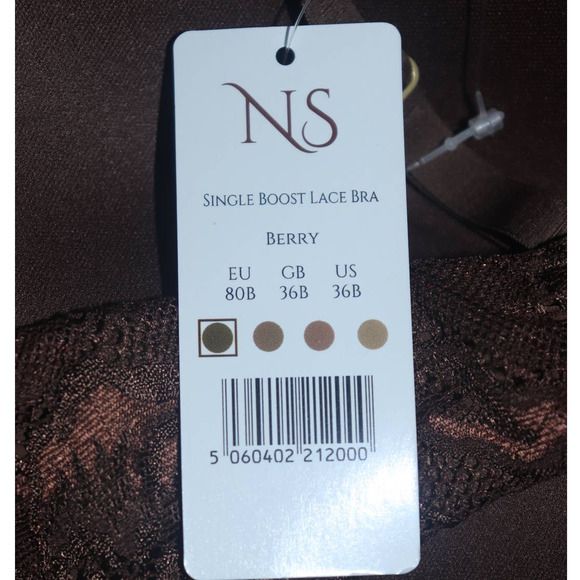 NS
SINGLE BOOST LACE BRA
BERRY
EU GB US
80B 36B 36B
5 060402 212000